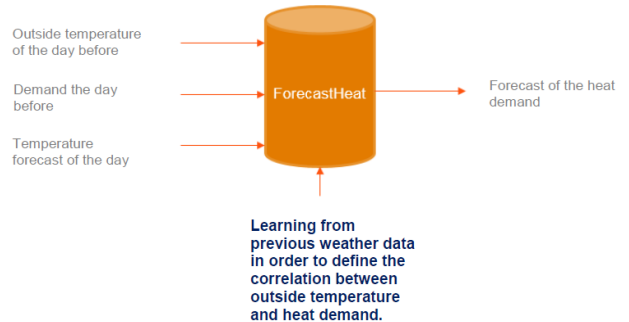 Outside temperature
of the day before
Demand the day
before
Temperature
forecast of the day
ForecastHeat
Forecast of the heat
demand
Learning from
previous weather data
in order to define the
correlation between
outside temperature
and heat demand.